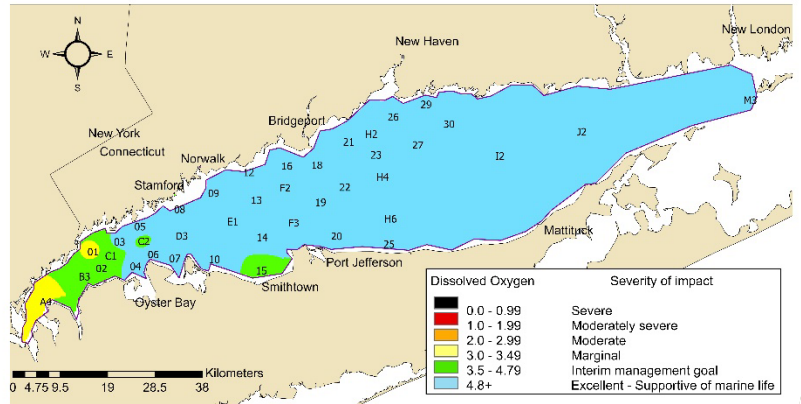 N
W E
S
New London
New Haven
M3
29
26
30
H2
J2
Bridgeport
21
27
New York
23
I2
Connecticut
16
18
Norwalk
12
H4
Stamford
F2
22
09
13
19
08
E1
F3
H6
05
D3
14
20
Mattituck
03
C2
25
01
C1
06
07
10
Port Jefferson
02
04
15
B3
Smithtown
A4
Oyster Bay
Dissolved Oxygen Severity of impact
0.0 - 0.99 Severe
1.0 - 1.99 Moderately severe
2.0 - 2.99 Moderate
3.0 - 3.49 Marginal
3.5 - 4.79 Interim management goal
4.8+ Excellent - Supportive of marine life
Kilometers
0 4.75 9.5 19 28.5 38